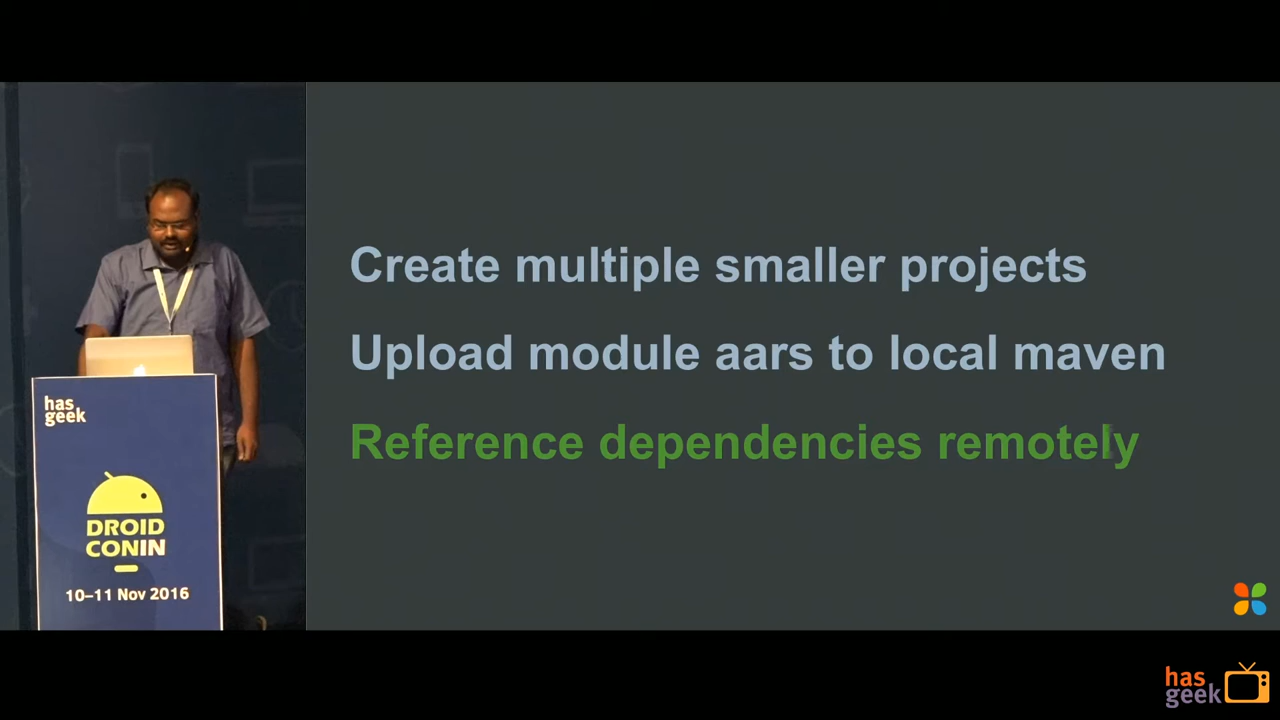 Create multiple smaller projects
Upload module aars to local maven
Reference dependencies remotely
has
geek
DROID
CONIN
10–11 Nov 2016
has
geek